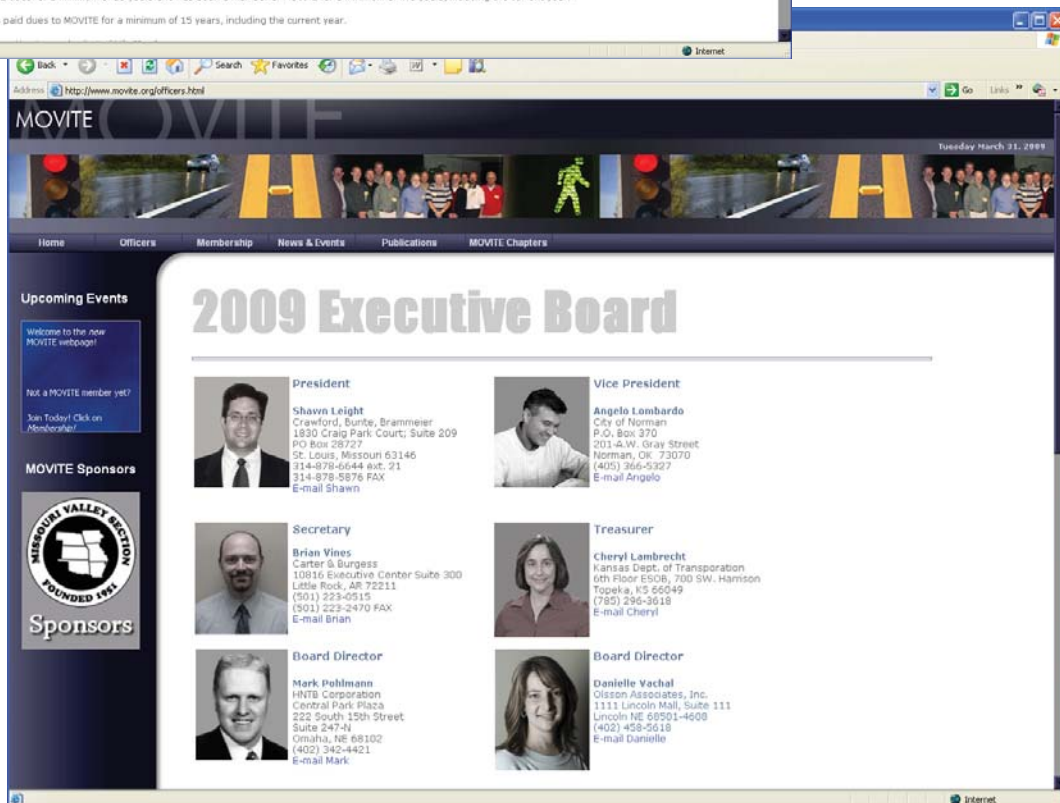 paid dues to MOVITE for a minimum of 15 years, including the current year.
Internet
Back
Search
Favorites
Address http://www.movite.org/officers.html
Go Links »
MOVITE
MOVITE
Tuesday March 31, 2009
Home Officers Membership News & Events Publications MOVITE Chapters
Upcoming Events
Welcome to the new
MOVITE webpage!
Not a MOVITE member yet?
Join Today! Click on
Membership!
MOVITE Sponsors
MISSOURI VALLEY SECTION
FOUNDED 1951
Sponsors
2009 Executive Board
President
Shawn Leight
Crawford, Bunte, Brammeier
1830 Craig Park Court; Suite 209
PO Box 28727
St. Louis, Missouri 63146
314-878-6644 ext. 21
314-878-5876 FAX
E-mail Shawn
Vice President
Angelo Lombardo
City of Norman
P.O. Box 370
201-A.W. Gray Street
Norman, OK 73070
(405) 366-5327
E-mail Angelo
Secretary
Brian Vines
Carter & Burgess
10816 Executive Center Suite 300
Little Rock, AR 72211
(501) 223-0515
(501) 223-2470 FAX
E-mail Brian
Treasurer
Cheryl Lambrecht
Kansas Dept. of Transporation
6th Floor ESOB, 700 SW. Harrison
Topeka, KS 66049
(785) 296-3618
E-mail Cheryl
Board Director
Mark Pohlmann
HNTB Corporation
Central Park Plaza
222 South 15th Street
Suite 247-N
Omaha, NE 68102
(402) 342-4421
E-mail Mark
Board Director
Danielle Vachal
Olsson Associates, Inc.
1111 Lincoln Mall, Suite 111
Lincoln NE 68501-4608
(402) 458-5618
E-mail Danielle
Internet